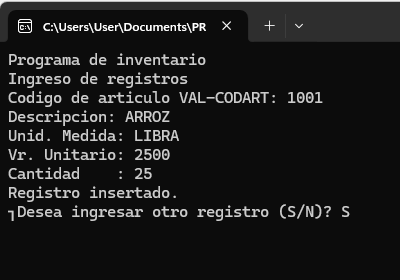 C:\Users\User\Documents\PR
Programa de inventario
Ingreso de registros
Codigo de articulo VAL-CODART: 1001
Descripcion: ARROZ
Unid. Medida: LIBRA
Vr. Unitario: 2500
Cantidad    : 25
Registro insertado.
┐Desea ingresar otro registro (S/N)? S